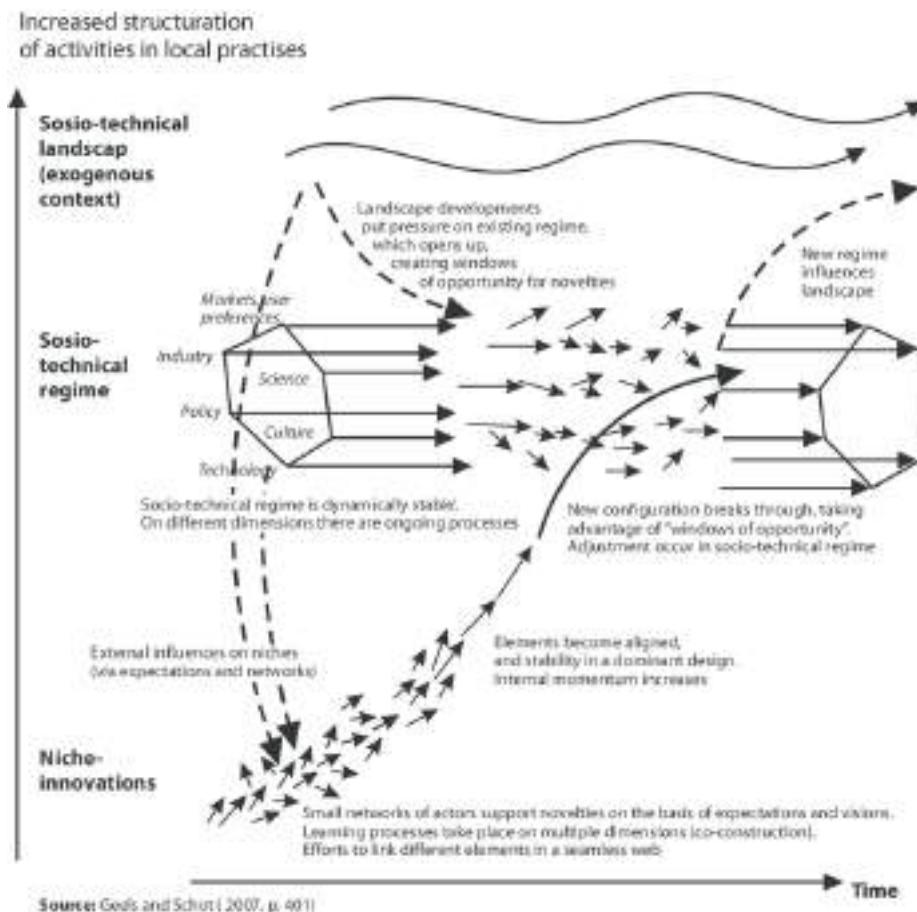 Increased structuration
of activities in local practises
Sosio-technical
landscap
(exogenous
context)
Landscape developments
put pressure on existing regime,
which opens up,
creating windows
of opportunity for novelties
New regime
influences
landscape
Markets, user
preferences
Sosio-
technical
regime
Industry
Science
Policy
Culture
Technology
Socio-technical regime is dynamically stable.
On different dimensions there are ongoing processes
New configuration breaks through, taking
advantage of "windows of opportunity".
Adjustment occur in socio-technical regime
External influences on niches
(via expectations and networks)
Elements become aligned,
and stability in a dominant design.
Internal momentum increases
Niche-
innovations
Small networks of actors support novelties on the basis of expectations and visions.
Learning processes take place on multiple dimensions (co-construction).
Efforts to link different elements in a seamless web
Time
Source: Geels and Schot ( 2007, p. 401)